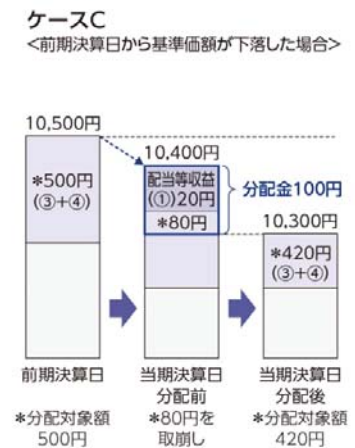 ケースC
<前期決算日から基準価額が下落した場合>
10,500円
10,400円
*500円
(③+④)
配当等収益
(①)20円
*80円
分配金100円
10,300円
*420円
(③+④)
前期決算日
当期決算日
分配前
当期決算日
分配後
*分配対象額
500円
*80円を
取崩し
*分配対象額
420円